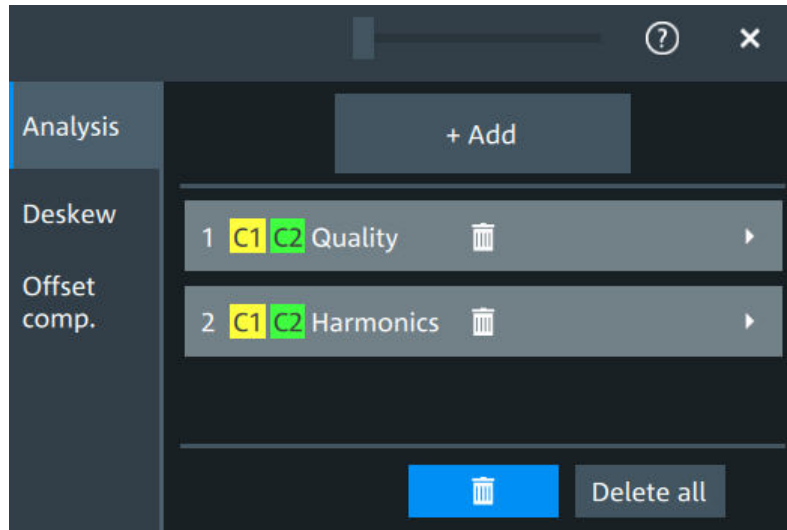 ?
Analysis
+ Add
Deskew
1 C1 C2 Quality
Offset
comp.
2 C1 C2 Harmonics
Delete all